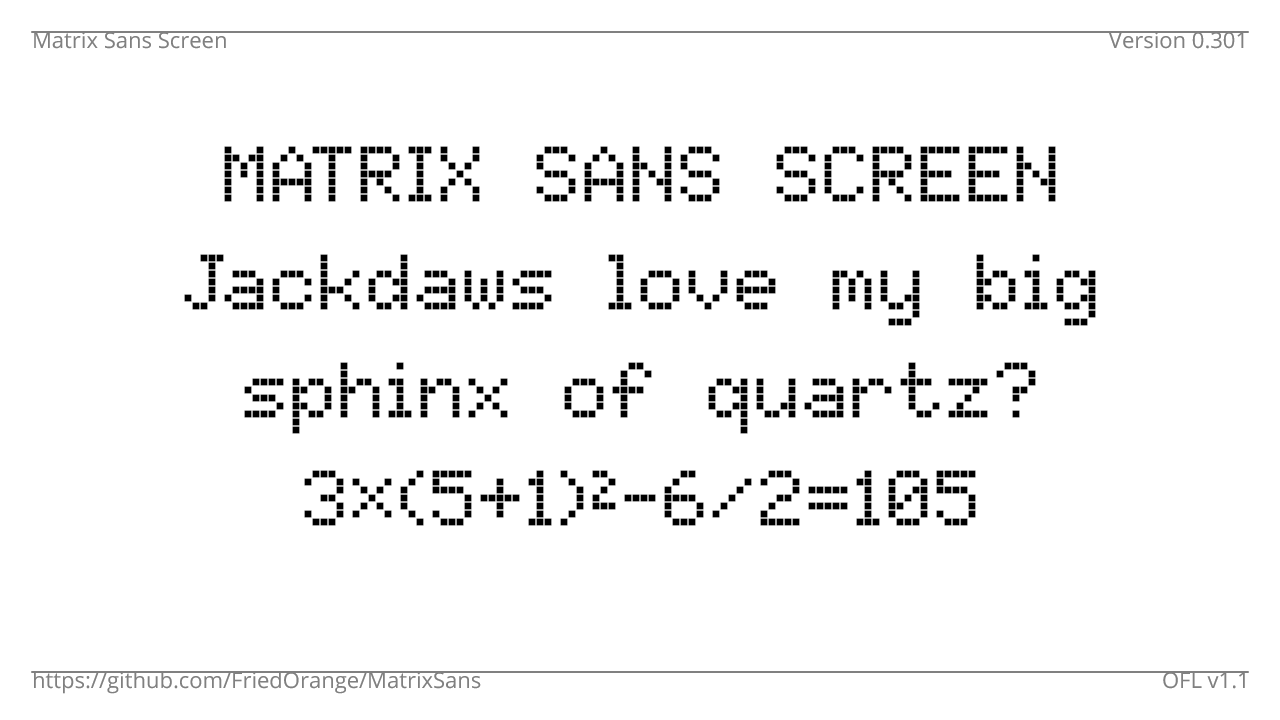 Matrix Sans Screen
Version 0.301
MATRIX SANS SCREEN
Jackdaws love my big
sphinx of quartz?
3×(5+1)²−6/2=105
https://github.com/FriedOrange/MatrixSans
OFL v1.1